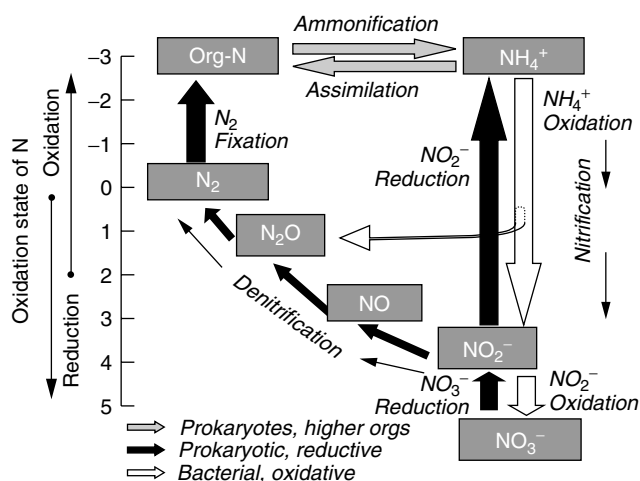 Ammonification
Org-N
NH₄⁺
Assimilation
–3
–2
–1
0
1
2
3
4
5
Oxidation state of N
Oxidation
Reduction
N₂
Fixation
NH₄⁺
Oxidation
NO₂⁻
Reduction
N₂
N₂O
Nitrification
NO
Denitrification
NO₂⁻
NO₃⁻
Reduction
NO₂⁻
Oxidation
NO₃⁻
Prokaryotes, higher orgs
Prokaryotic, reductive
Bacterial, oxidative